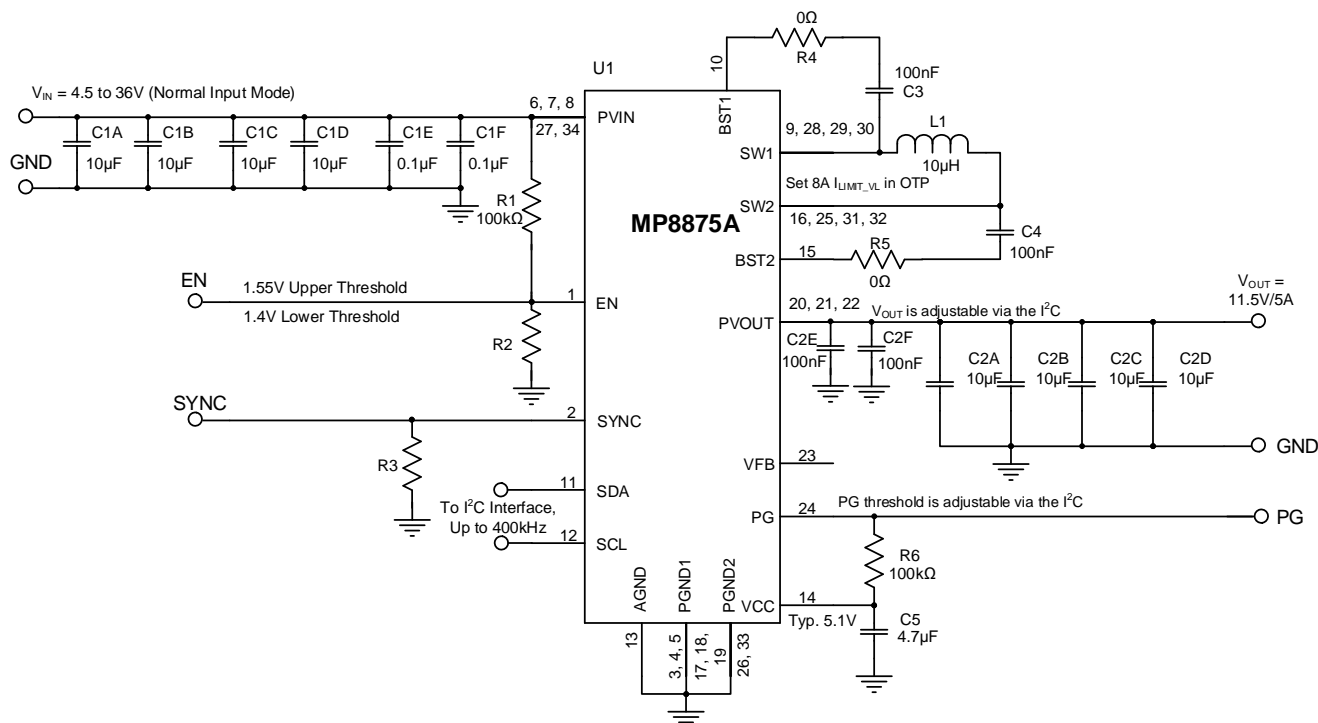 0Ω
R4
10
100nF
C3
U1
V_IN = 4.5 to 36V (Normal Input Mode)
6, 7, 8
27, 34
PVIN
BST1
9, 28, 29, 30
SW1
L1
10µH
C1A
10µF
C1B
10µF
C1C
10µF
C1D
10µF
C1E
0.1µF
C1F
0.1µF
GND
R1
100kΩ
Set 8A I_LIMIT_VL in OTP
SW2
16, 25, 31, 32
MP8875A
C4
100nF
R5
0Ω
15
BST2
EN
1.55V Upper Threshold
1.4V Lower Threshold
1
EN
R2
20, 21, 22
PVOUT
V_OUT is adjustable via the I²C
V_OUT =
11.5V/5A
C2E
100nF
C2F
100nF
C2A
10µF
C2B
10µF
C2C
10µF
C2D
10µF
GND
SYNC
2
SYNC
R3
VFB
23
11
SDA
To I²C Interface,
Up to 400kHz
12
SCL
PG
24
PG threshold is adjustable via the I²C
PG
R6
100kΩ
VCC
14
Typ. 5.1V
C5
4.7µF
AGND
PGND1
PGND2
13
3, 4, 5
17, 18,
19
26, 33